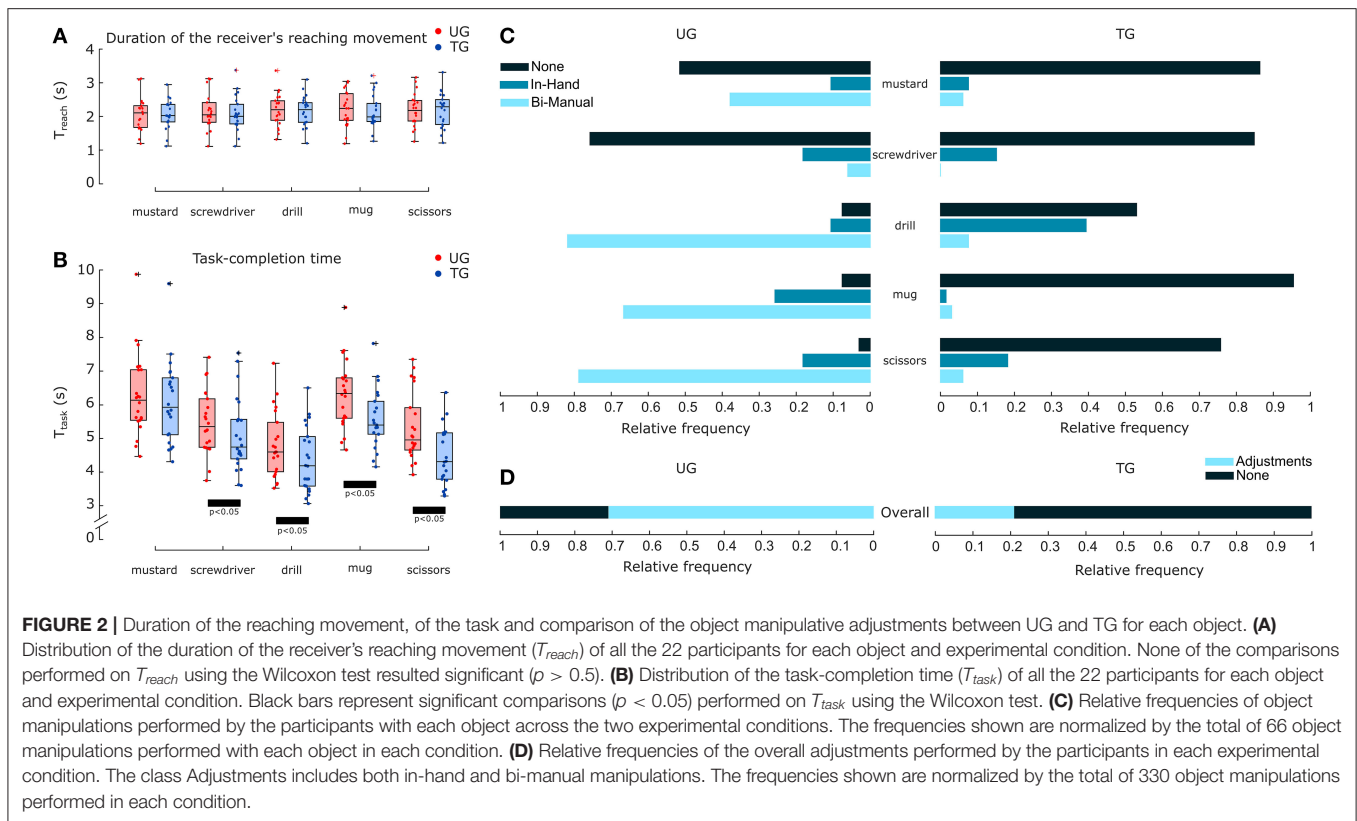 A
Duration of the receiver's reaching movement
UG
TG
4
3
2
1
0
Treach (s)
mustard screwdriver drill mug scissors
B
Task-completion time
UG
TG
10
9
8
7
6
5
4
3
0
Ttask (s)
p<0.05
p<0.05
p<0.05
p<0.05
mustard screwdriver drill mug scissors
C
UG
TG
None
In-Hand
Bi-Manual
mustard
screwdriver
drill
mug
scissors
1 0.9 0.8 0.7 0.6 0.5 0.4 0.3 0.2 0.1 0
Relative frequency
0 0.1 0.2 0.3 0.4 0.5 0.6 0.7 0.8 0.9 1
Relative frequency
D
UG
TG
Adjustments
None
Overall
1 0.9 0.8 0.7 0.6 0.5 0.4 0.3 0.2 0.1 0
Relative frequency
0 0.1 0.2 0.3 0.4 0.5 0.6 0.7 0.8 0.9 1
Relative frequency
FIGURE 2 | Duration of the reaching movement, of the task and comparison of the object manipulative adjustments between UG and TG for each object. (A)
Distribution of the duration of the receiver's reaching movement (Treach) of all the 22 participants for each object and experimental condition. None of the comparisons
performed on Treach using the Wilcoxon test resulted significant (p > 0.5). (B) Distribution of the task-completion time (Ttask) of all the 22 participants for each object
and experimental condition. Black bars represent significant comparisons (p < 0.05) performed on Ttask using the Wilcoxon test. (C) Relative frequencies of object
manipulations performed by the participants with each object across the two experimental conditions. The frequencies shown are normalized by the total of 66 object
manipulations performed with each object in each condition. (D) Relative frequencies of the overall adjustments performed by the participants in each experimental
condition. The class Adjustments includes both in-hand and bi-manual manipulations. The frequencies shown are normalized by the total of 330 object manipulations
performed in each condition.